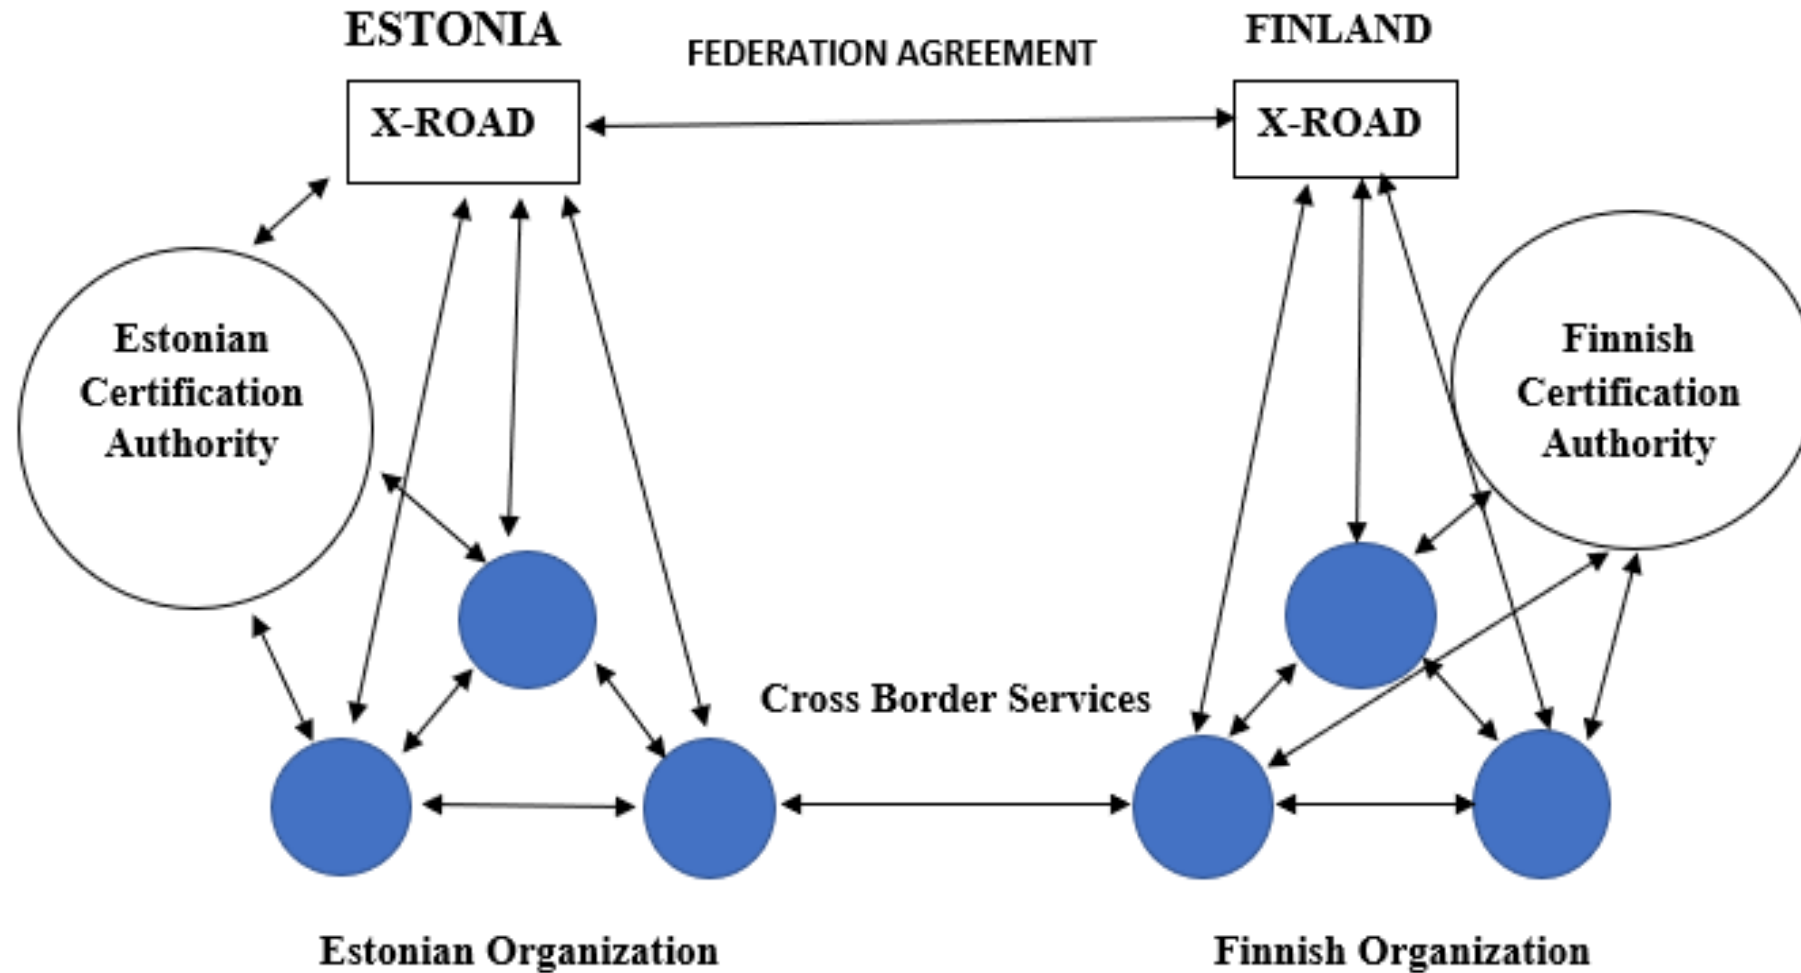 ESTONIA
FEDERATION AGREEMENT
FINLAND
X-ROAD
X-ROAD
Estonian
Certification
Authority
Finnish
Certification
Authority
Cross Border Services
Estonian Organization
Finnish Organization